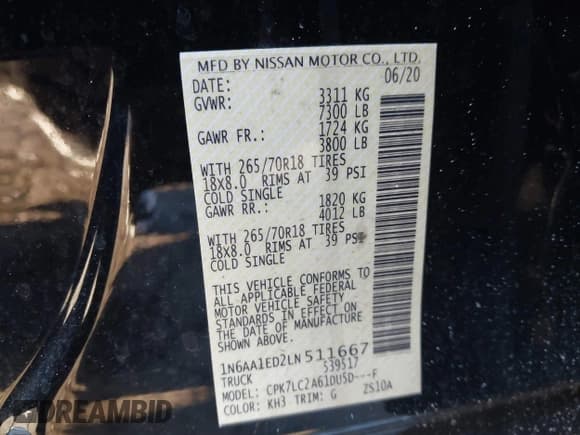 MFD BY NISSAN MOTOR CO., LTD.
DATE: 06/20
GVWR: 3311 KG
7300 LB
GAWR FR.: 1724 KG
3800 LB
WITH 265/70R18 TIRES
18X8.0 RIMS AT 39 PSI
COLD SINGLE
GAWR RR.: 1820 KG
4012 LB
WITH 265/70R18 TIRES
18X8.0 RIMS AT 39 PSI
COLD SINGLE
THIS VEHICLE CONFORMS TO
ALL APPLICABLE FEDERAL
MOTOR VEHICLE SAFETY
STANDARDS IN EFFECT ON
THE DATE OF MANUFACTURE
1N6AA1ED2LN511667
TRUCK 539517
MODEL: CPK7LC2A61DU5D---F
COLOR: KH3 TRIM: G ZS10A
DREAMBID